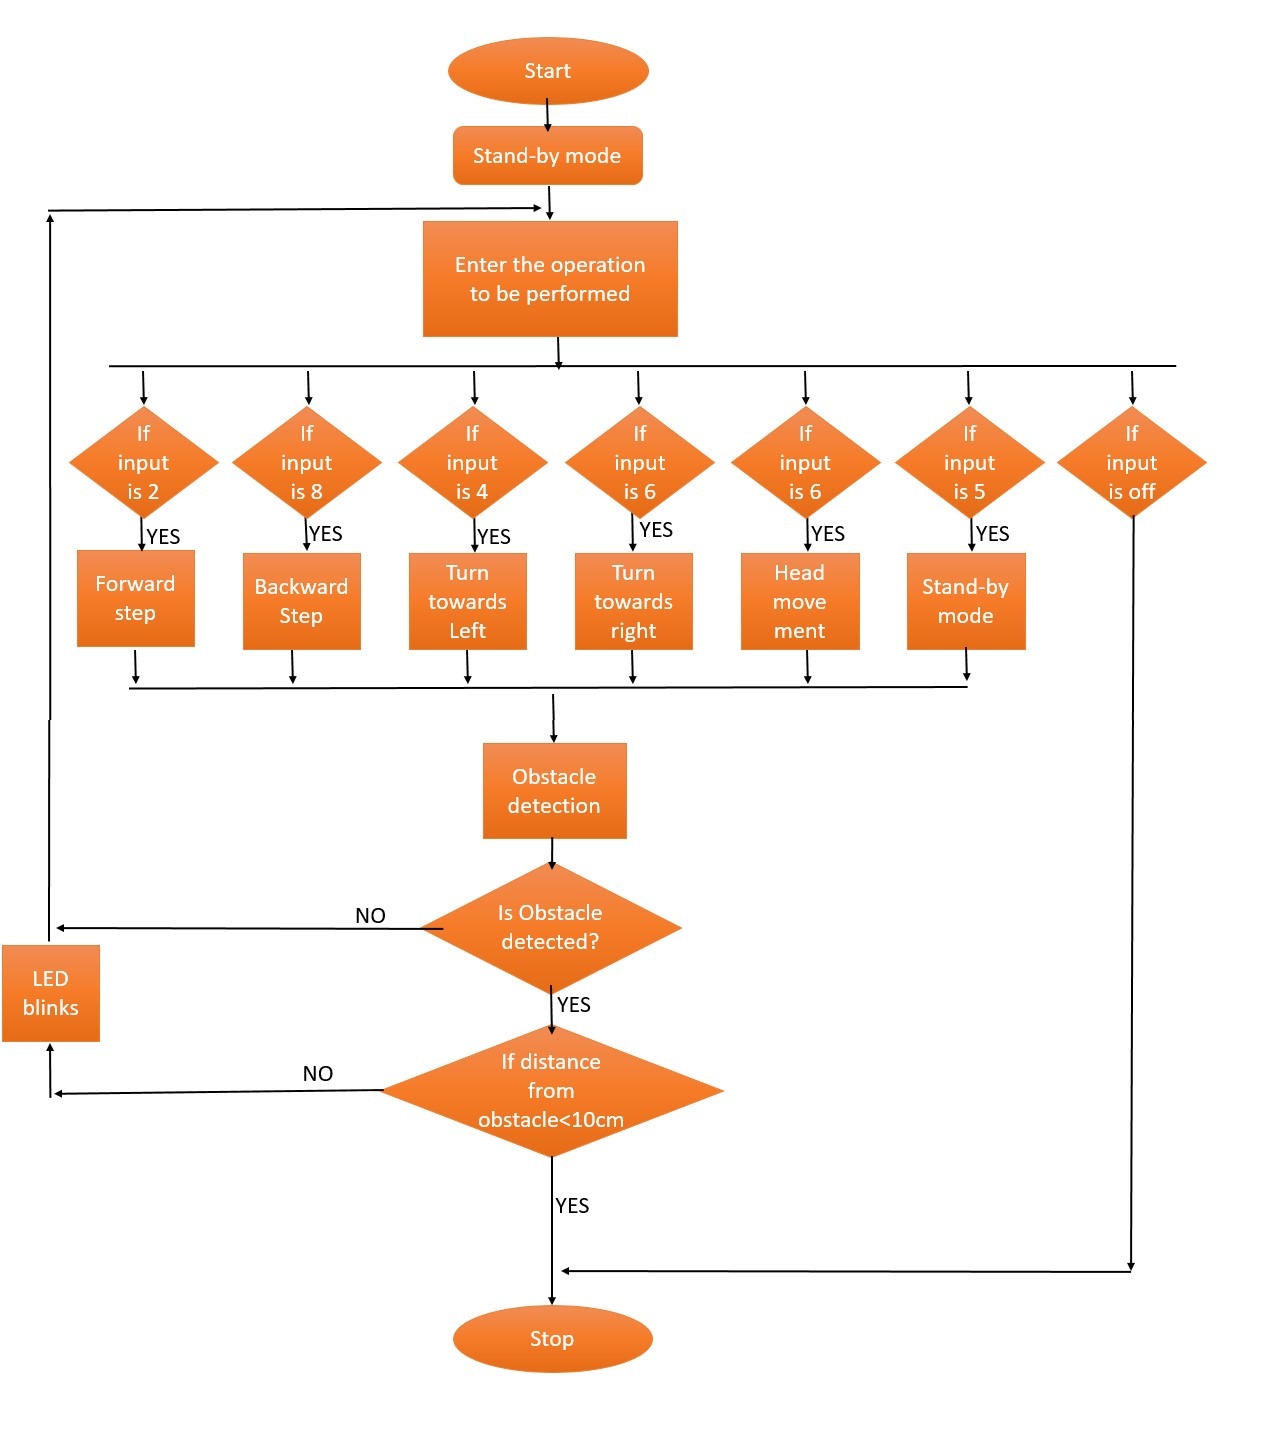 Start
Stand-by mode
Enter the operation
to be performed
If
input
is 2
If
input
is 8
If
input
is 4
If
input
is 6
If
input
is 6
If
input
is 5
If
input
is off
YES
YES
YES
YES
YES
YES
Forward
step
Backward
Step
Turn
towards
Left
Turn
towards
right
Head
move
ment
Stand-by
mode
Obstacle
detection
Is Obstacle
detected?
NO
YES
LED
blinks
If distance
from
obstacle<10cm
NO
YES
Stop